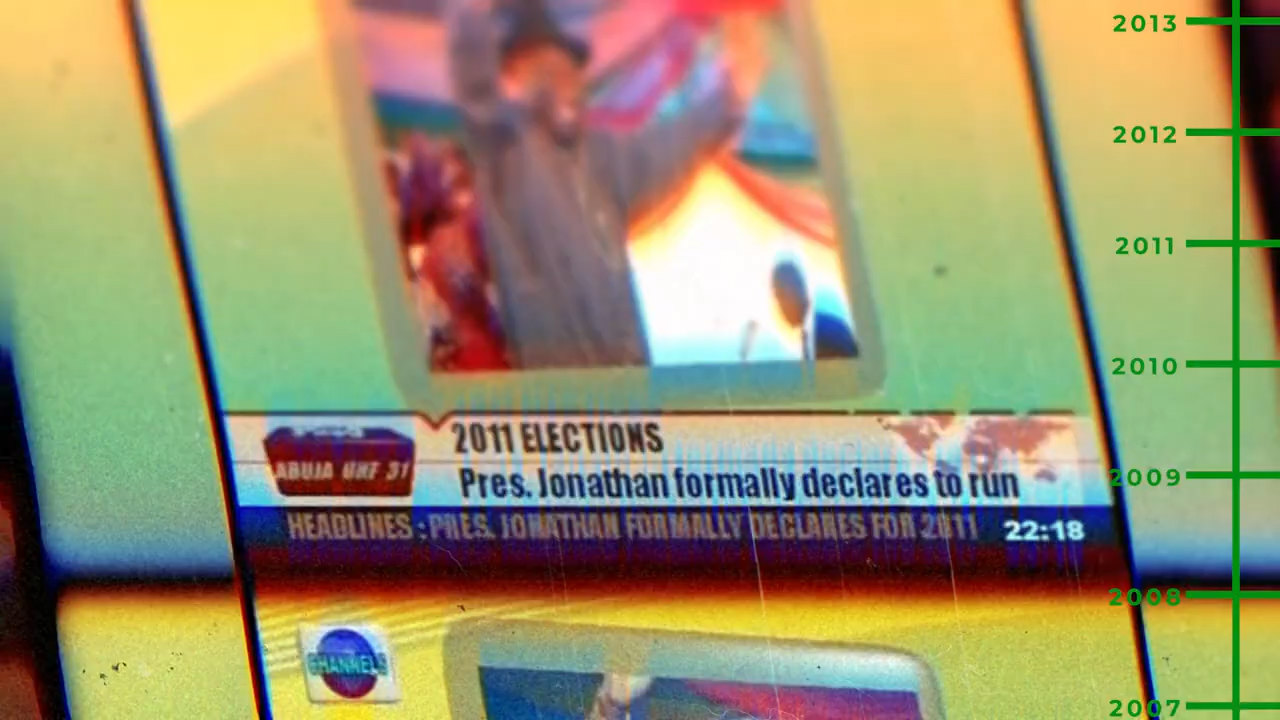 2013
2012
2011
2010
2011 ELECTIONS
ABUJA UHF 31
Pres. Jonathan formally declares to run
2009
HEADLINES : PRES. JONATHAN FORMALLY DECLARES FOR 2011
22:18
2008
CHANNELS
2007